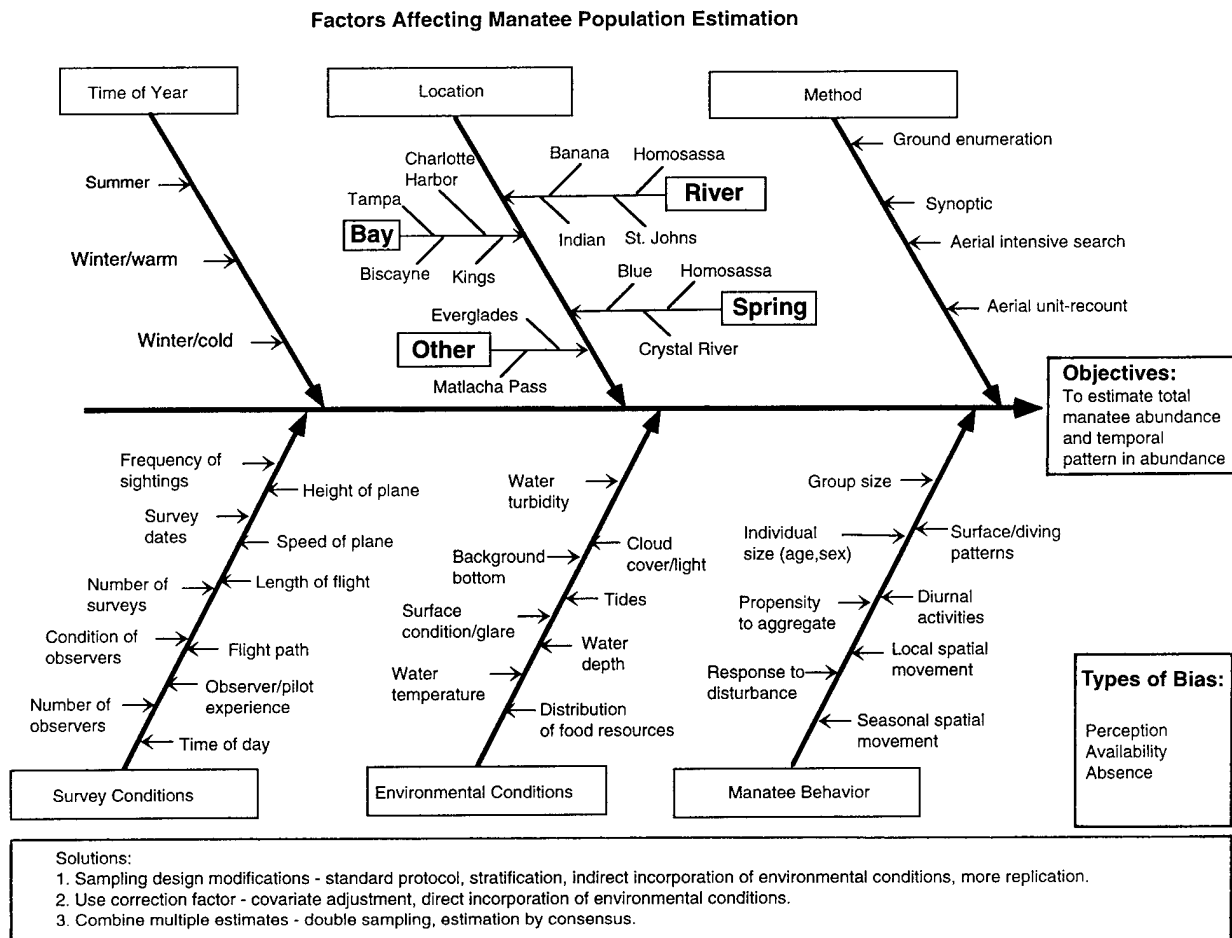 Factors Affecting Manatee Population Estimation
Time of Year
Location
Method
Summer
Winter/warm
Winter/cold
Charlotte
Harbor
Tampa
Bay
Biscayne
Kings
Banana
Homosassa
River
Indian
St. Johns
Blue
Homosassa
Spring
Crystal River
Everglades
Other
Matlacha Pass
Ground enumeration
Synoptic
Aerial intensive search
Aerial unit-recount
Objectives:
To estimate total
manatee abundance
and temporal
pattern in abundance
Frequency of
sightings
Height of plane
Survey
dates
Speed of plane
Number of
surveys
Length of flight
Condition of
observers
Flight path
Observer/pilot
experience
Number of
observers
Time of day
Survey Conditions
Water
turbidity
Cloud
cover/light
Background
bottom
Tides
Surface
condition/glare
Water
depth
Water
temperature
Distribution
of food resources
Environmental Conditions
Group size
Surface/diving
patterns
Individual
size (age,sex)
Diurnal
activities
Propensity
to aggregate
Local spatial
movement
Response to
disturbance
Seasonal spatial
movement
Manatee Behavior
Types of Bias:
Perception
Availability
Absence
Solutions:
1. Sampling design modifications - standard protocol, stratification, indirect incorporation of environmental conditions, more replication.
2. Use correction factor - covariate adjustment, direct incorporation of environmental conditions.
3. Combine multiple estimates - double sampling, estimation by consensus.